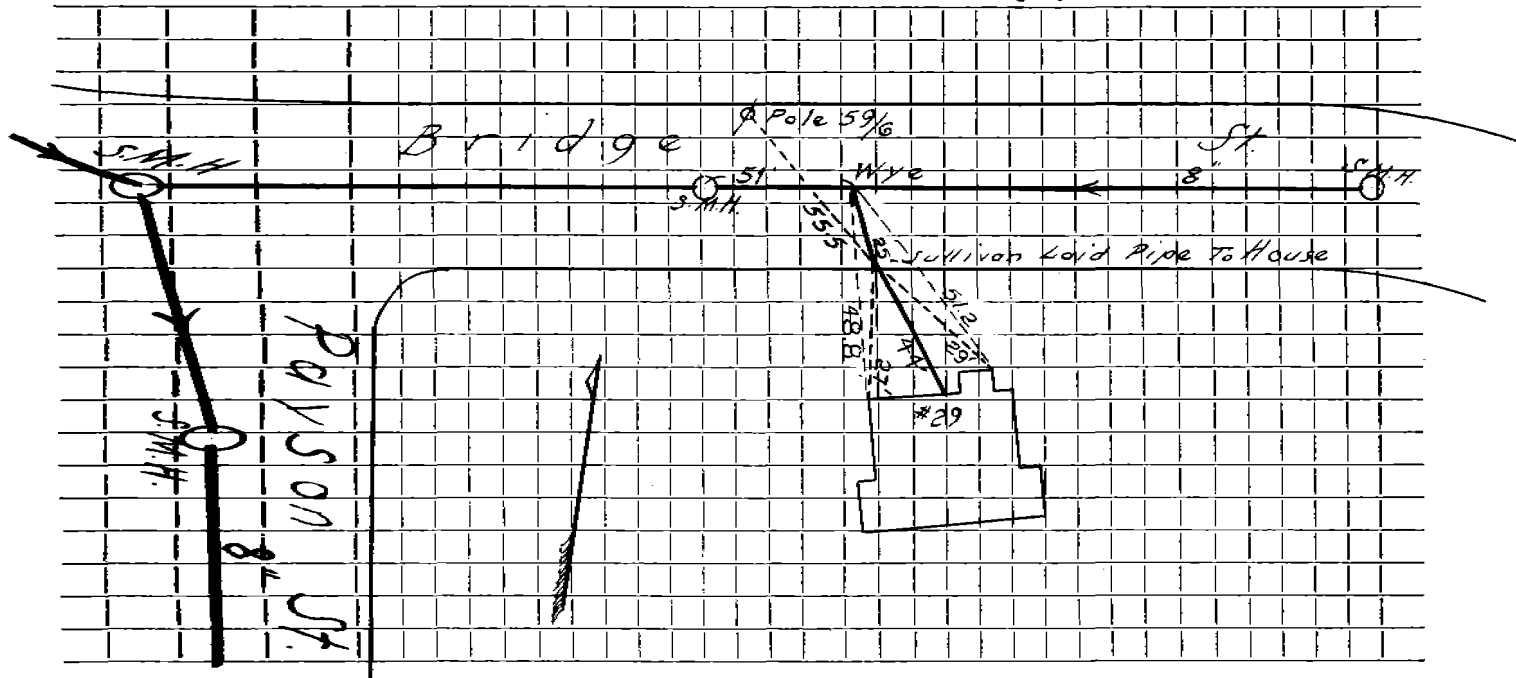 Pole 59/6
Bridge St
S.M.H
51'
Wye
8"
S.M.H.
S.M.H.
55.5
25'
Sullivan Laid Pipe To House
51.2
48.8
44'
27'
#29
S.M.H.
Payson St.
8"